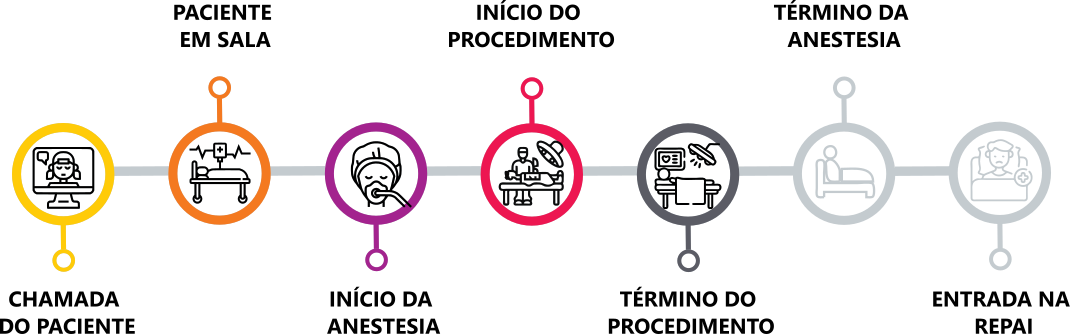 CHAMADA
DO PACIENTE
PACIENTE
EM SALA
INÍCIO DA
ANESTESIA
INÍCIO DO
PROCEDIMENTO
TÉRMINO DO
PROCEDIMENTO
TÉRMINO DA
ANESTESIA
ENTRADA NA
REPAI